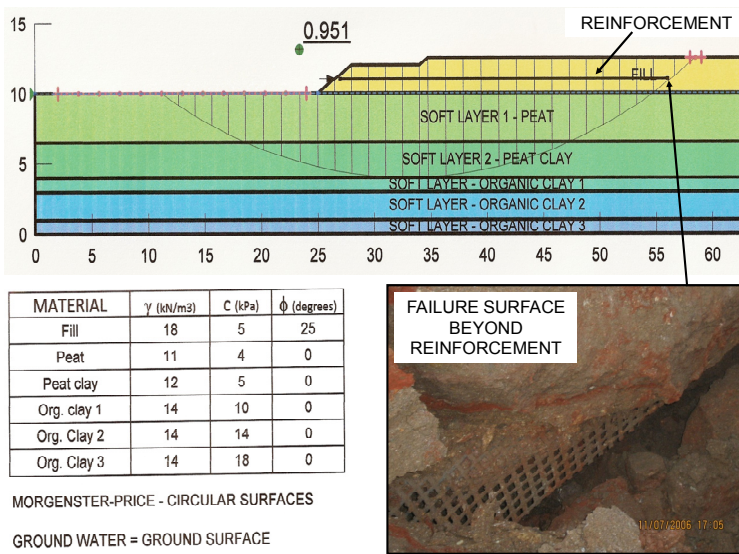 15
0.951
REINFORCEMENT
FILL
10
SOFT LAYER 1 - PEAT
SOFT LAYER 2 - PEAT CLAY
5
SOFT LAYER - ORGANIC CLAY 1
SOFT LAYER - ORGANIC CLAY 2
SOFT LAYER - ORGANIC CLAY 3
0
0 5 10 15 20 25 30 35 40 45 50 55 60
MATERIAL γ (kN/m3) C (kPa) ϕ (degrees)
Fill 18 5 25
Peat 11 4 0
Peat clay 12 5 0
Org. clay 1 14 10 0
Org. Clay 2 14 14 0
Org. Clay 3 14 18 0
MORGENSTER-PRICE - CIRCULAR SURFACES
GROUND WATER = GROUND SURFACE
FAILURE SURFACE
BEYOND
REINFORCEMENT
11/07/2006 17:05